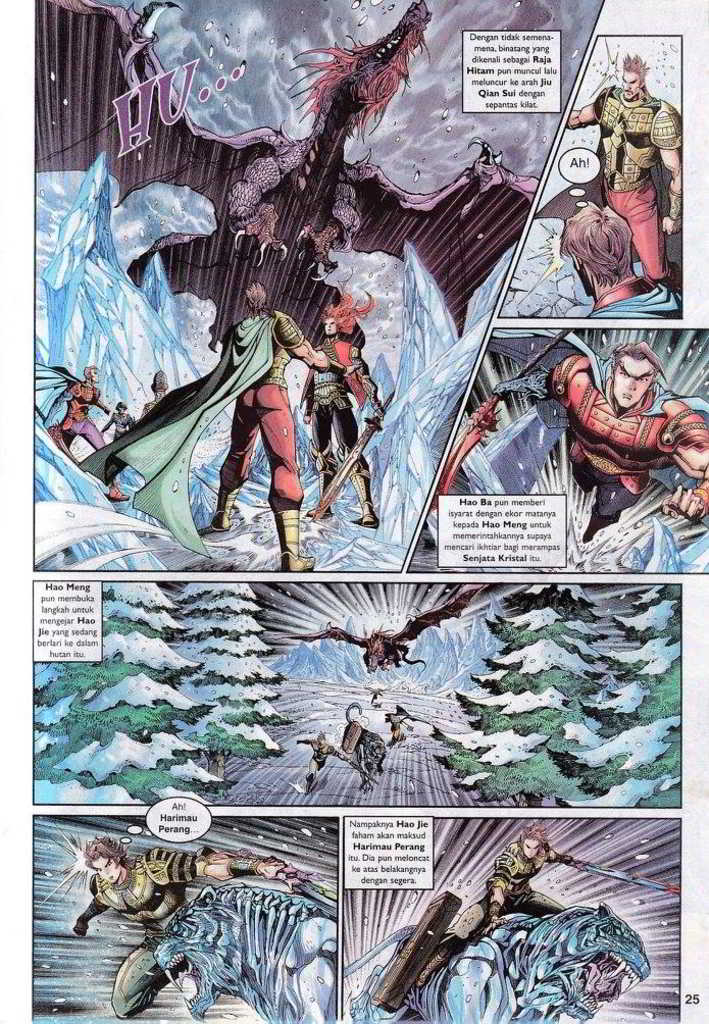 HU...
Dengan tidak semena-
mena, binatang yang
dikenali sebagai Raja
Hitam pun muncul lalu
meluncur ke arah Jiu
Qian Sui dengan
sepantas kilat.
Ah!
Hao Ba pun memberi
isyarat dengan ekor matanya
kepada Hao Meng untuk
memerintahkannya supaya
mencari ikhtiar bagi merampas
Senjata Kristal itu.
Hao Meng
pun membuka
langkah untuk
mengejar Hao
Jie yang sedang
berlari ke dalam
hutan itu.
Ah!
Harimau
Perang...
Nampaknya Hao Jie
faham akan maksud
Harimau Perang
itu. Dia pun meloncat
ke atas belakangnya
dengan segera.
25